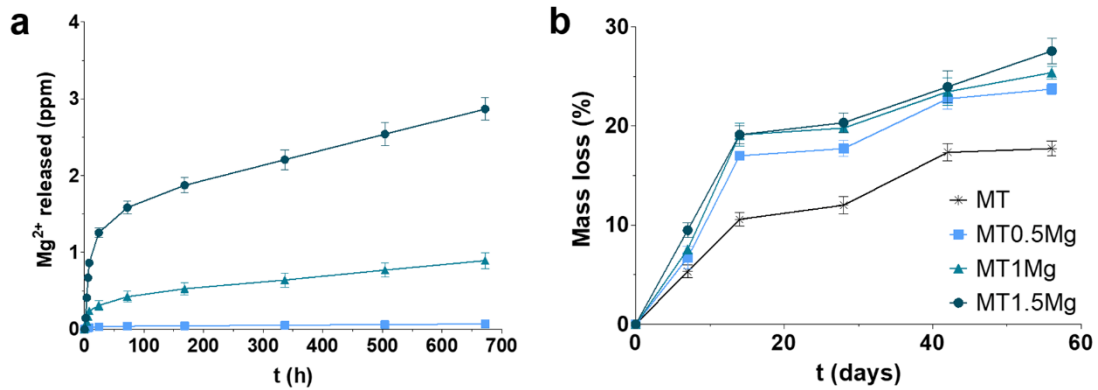 a
Mg2+ released (ppm)
4
3
2
1
0
0 100 200 300 400 500 600 700
t (h)
b
Mass loss (%)
30
20
10
0
0 20 40 60
t (days)
MT
MT0.5Mg
MT1Mg
MT1.5Mg